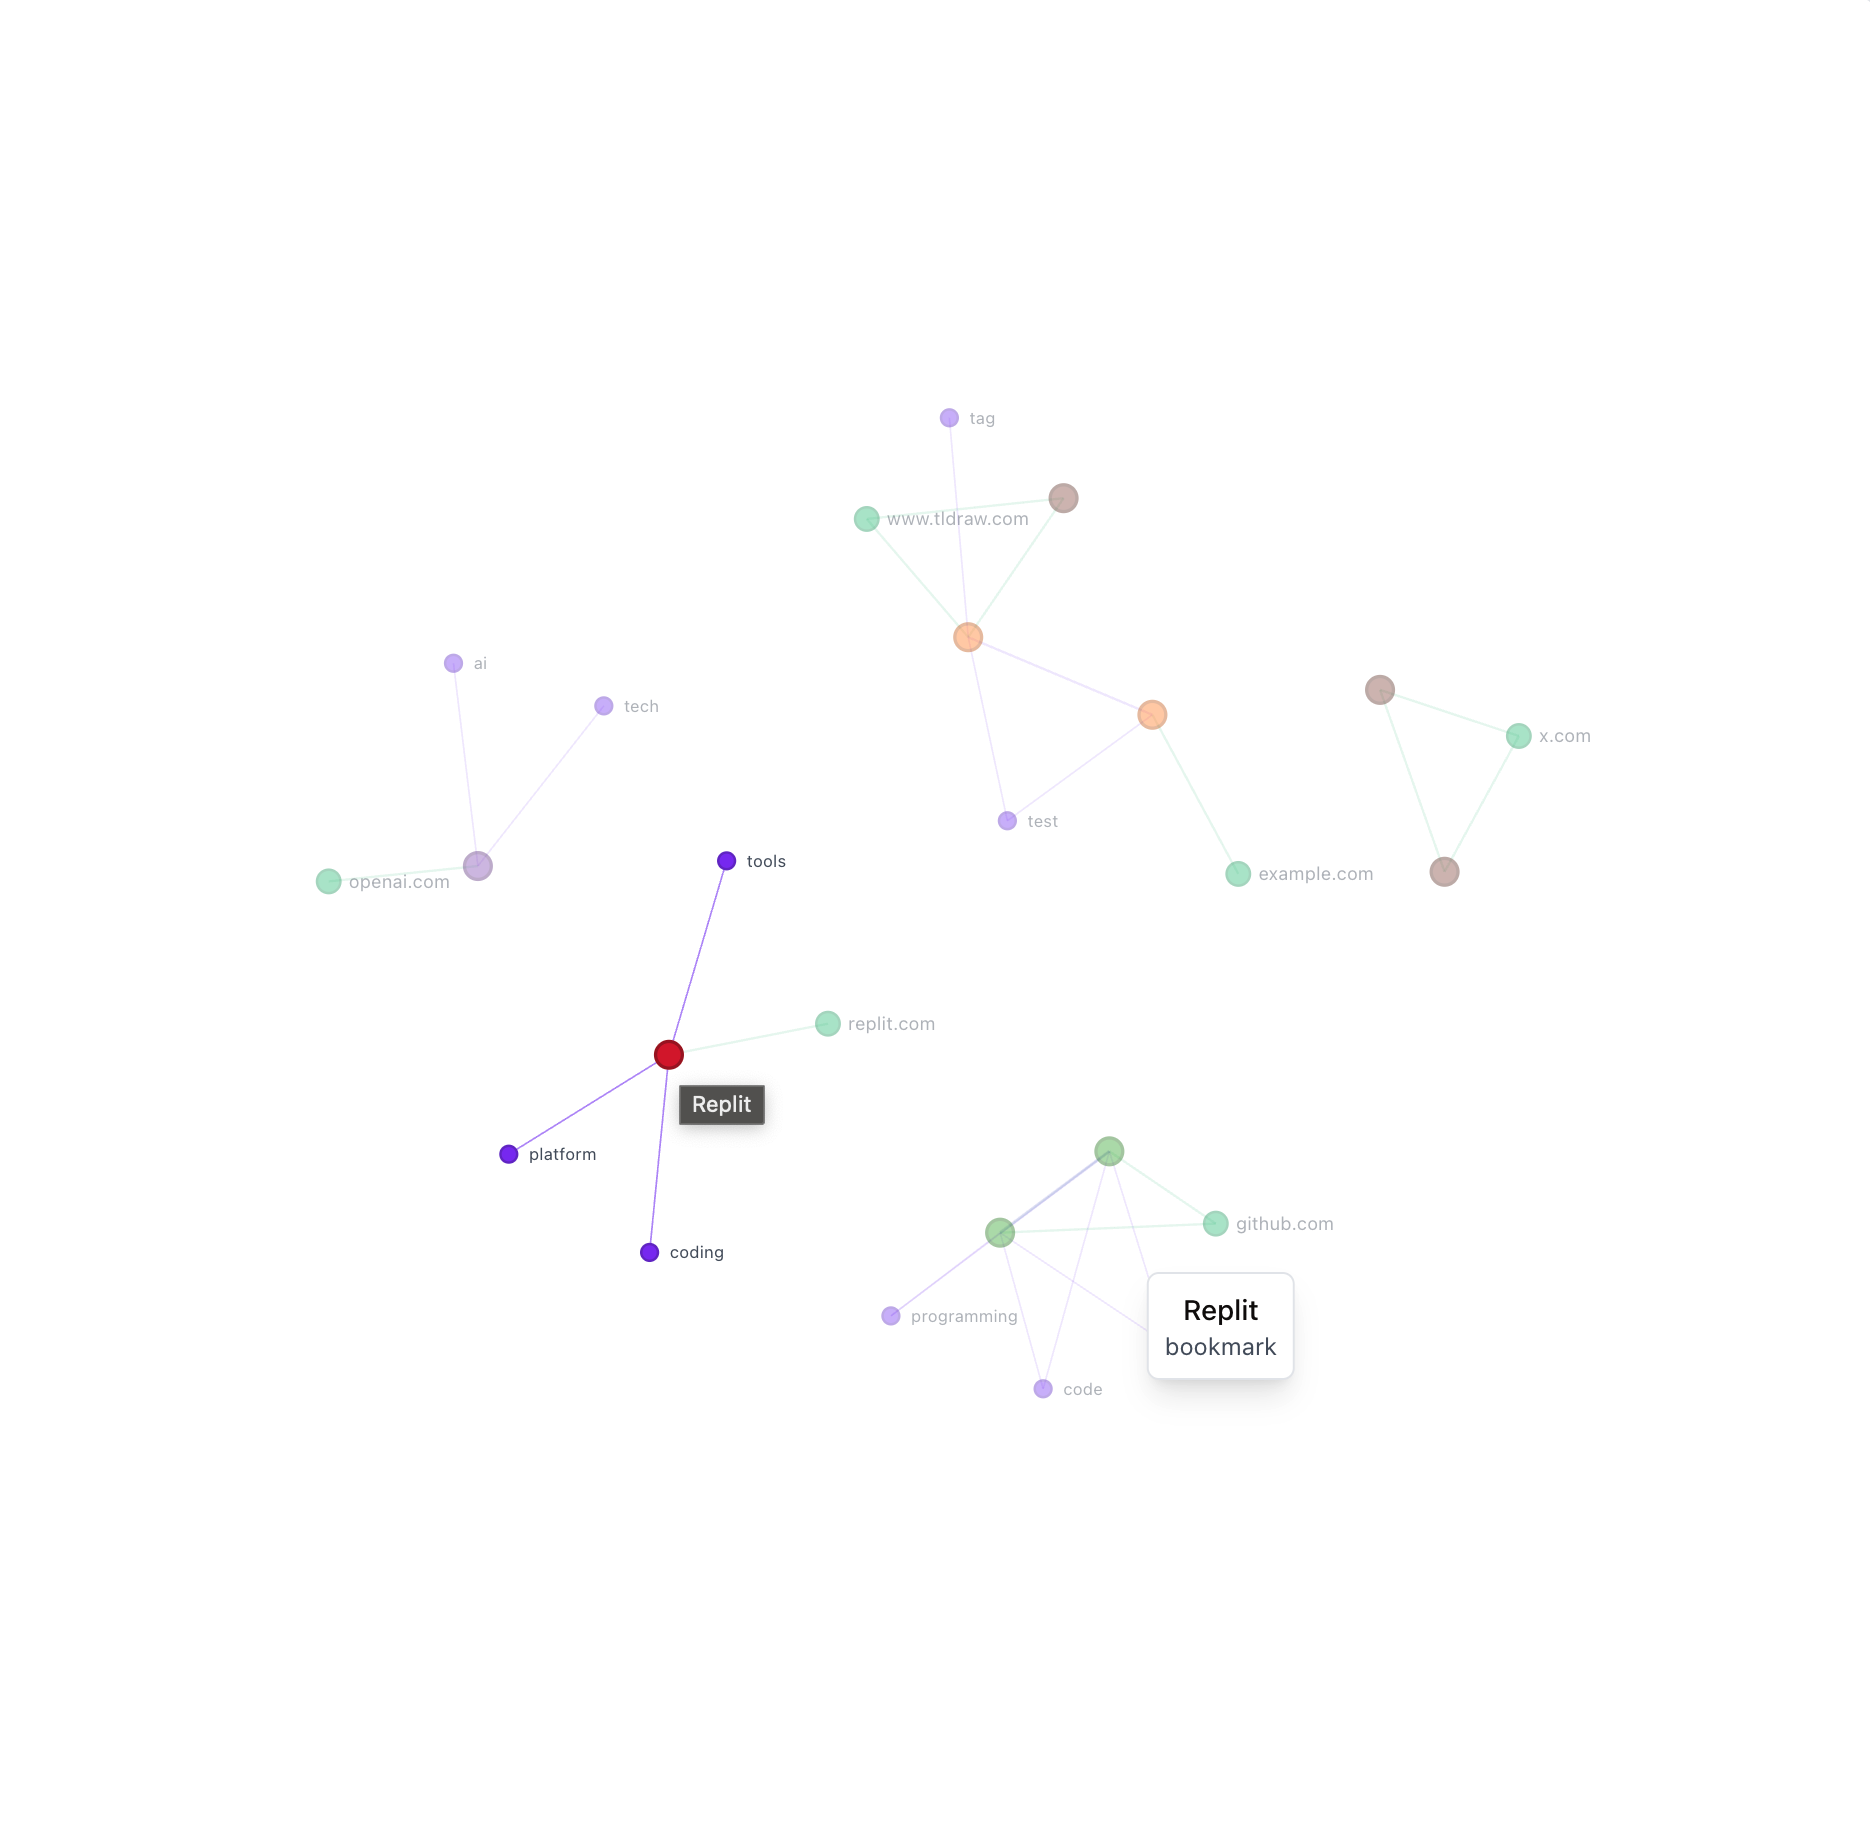 tag
www.tldraw.com
ai
tech
x.com
test
tools
example.com
openai.com
replit.com
Replit
platform
github.com
coding
Replit
programming
bookmark
code